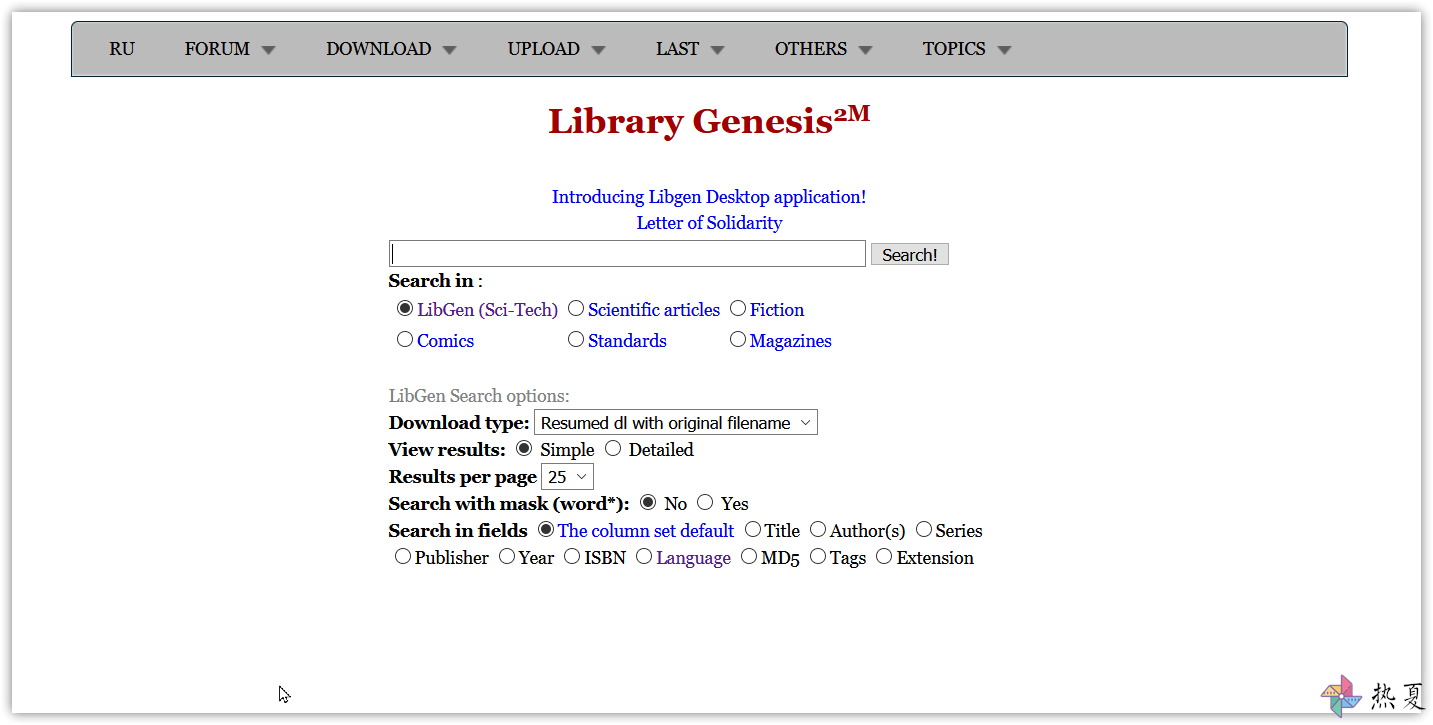 RU FORUM DOWNLOAD UPLOAD LAST OTHERS TOPICS
Library Genesis2M
Introducing Libgen Desktop application!
Letter of Solidarity
Search!
Search in :
LibGen (Sci-Tech) Scientific articles Fiction
Comics Standards Magazines
LibGen Search options:
Download type: Resumed dl with original filename
View results: Simple Detailed
Results per page 25
Search with mask (word*): No Yes
Search in fields The column set default Title Author(s) Series
Publisher Year ISBN Language MD5 Tags Extension
热夏